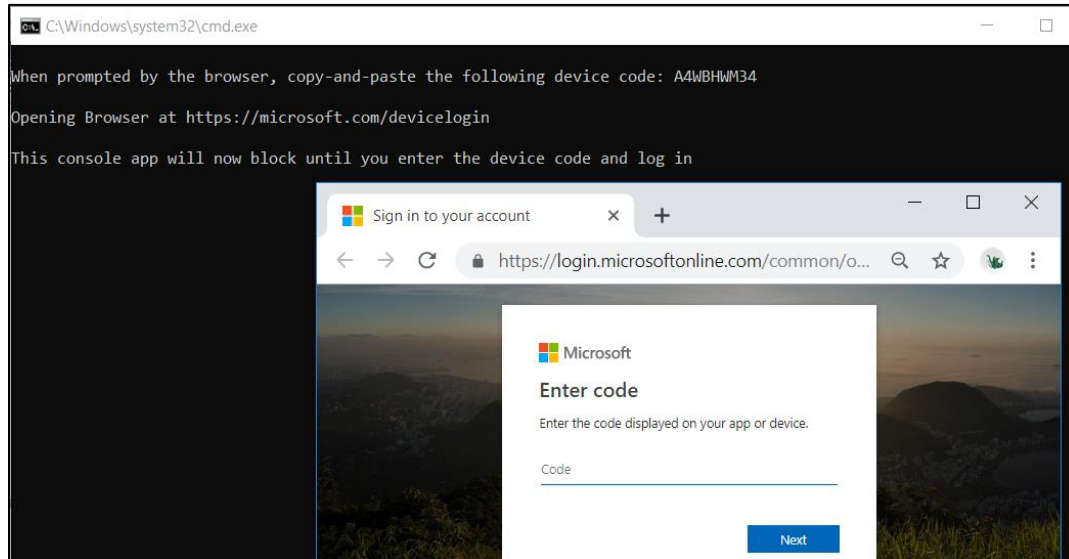 C:\Windows\system32\cmd.exe
When prompted by the browser, copy-and-paste the following device code: A4WBHWM34
Opening Browser at https://microsoft.com/devicelogin
This console app will now block until you enter the device code and log in
Sign in to your account
https://login.microsoftonline.com/common/o...
Microsoft
Enter code
Enter the code displayed on your app or device.
Code
Next